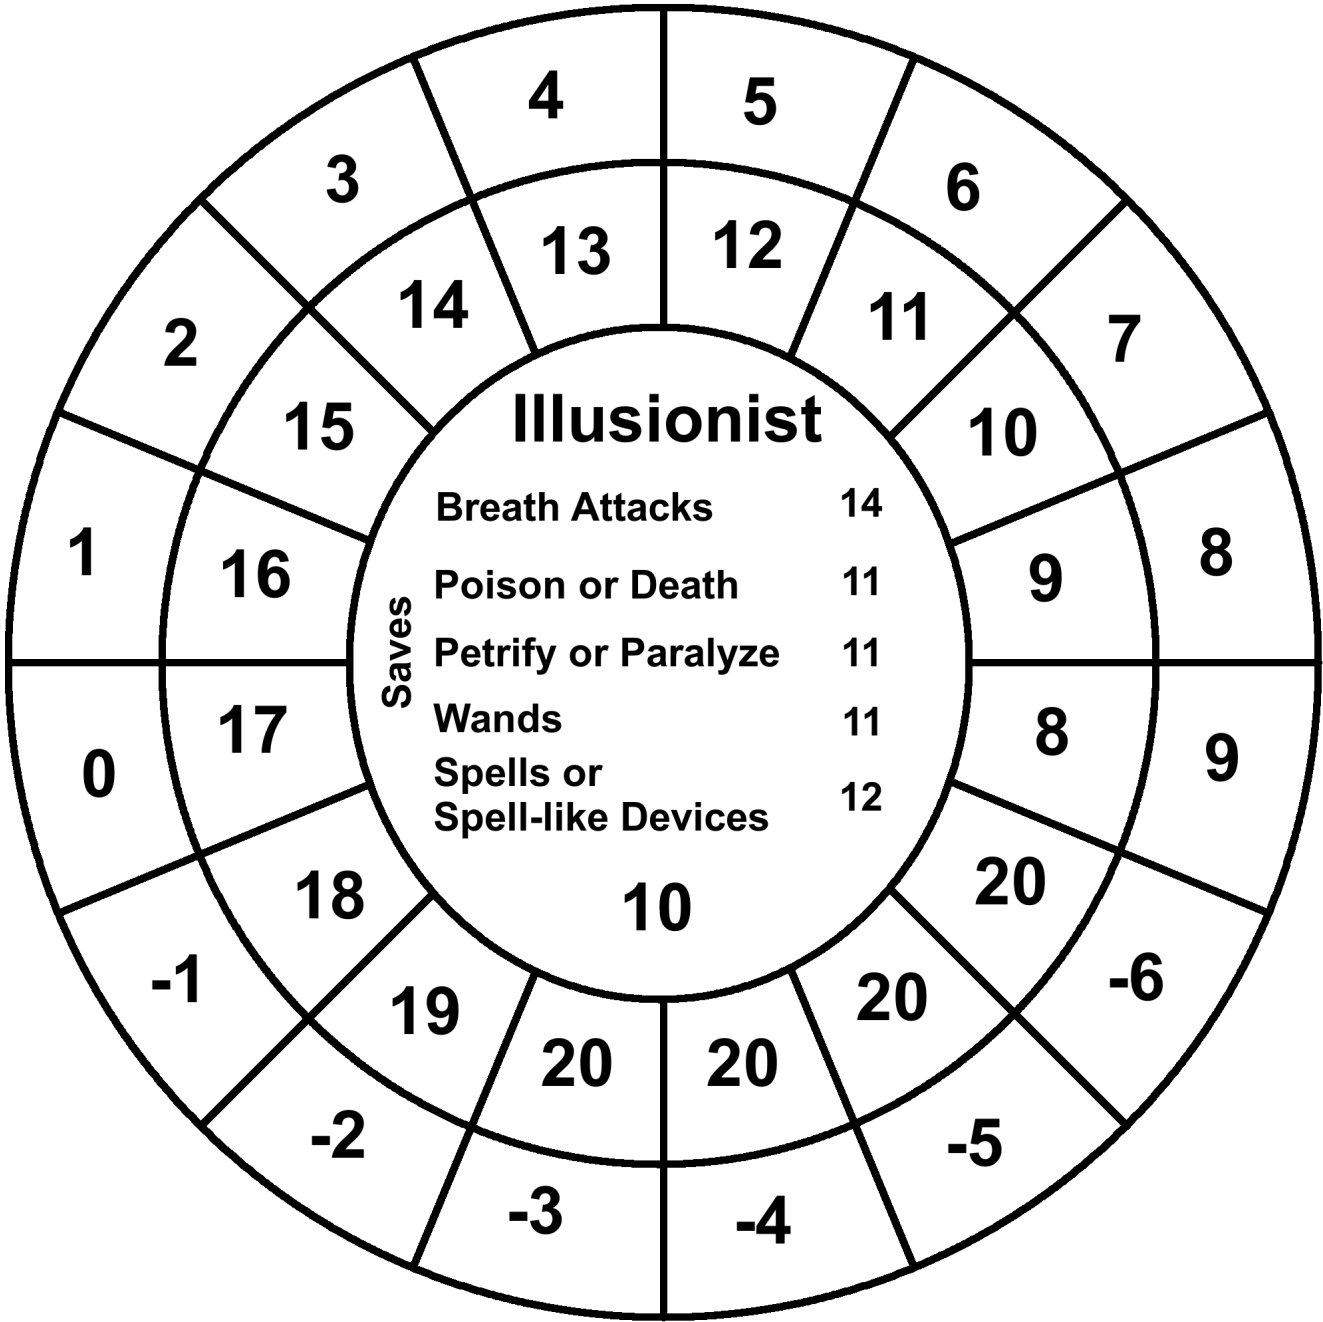 4 5
3 6
13 12
14 11
2 7
15 10
Illusionist
Breath Attacks 14
1 8
16 9
Poison or Death 11
Saves
Petrify or Paralyze 11
Wands 11
17 8
0 9
Spells or
Spell-like Devices 12
18 20
10
-1 -6
19 20
20 20
-2 -5
-3 -4